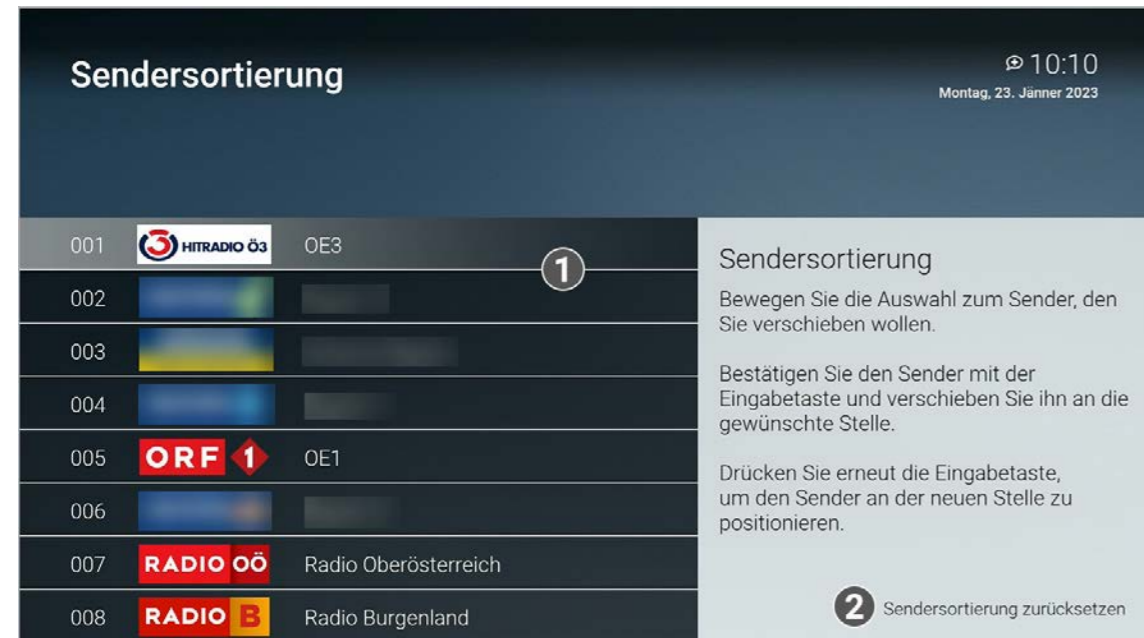 Sendersortierung
10:10
Montag, 23. Jänner 2023
001 3 HITRADIO Ö3 OE3
1
002
003
004
005 ORF 1 OE1
006
007 RADIO OÖ Radio Oberösterreich
008 RADIO B Radio Burgenland
Sendersortierung
Bewegen Sie die Auswahl zum Sender, den
Sie verschieben wollen.
Bestätigen Sie den Sender mit der
Eingabetaste und verschieben Sie ihn an die
gewünschte Stelle.
Drücken Sie erneut die Eingabetaste,
um den Sender an der neuen Stelle zu
positionieren.
2 Sendersortierung zurücksetzen